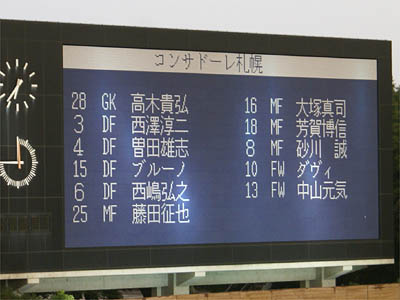 コンサドーレ札幌
28 GK 高木貴弘
3 DF 西澤淳二
4 DF 曽田雄志
15 DF ブルーノ
6 DF 西嶋弘之
25 MF 藤田征也
16 MF 大塚真司
18 MF 芳賀博信
8 MF 砂川 誠
10 FW ダヴィ
13 FW 中山元気